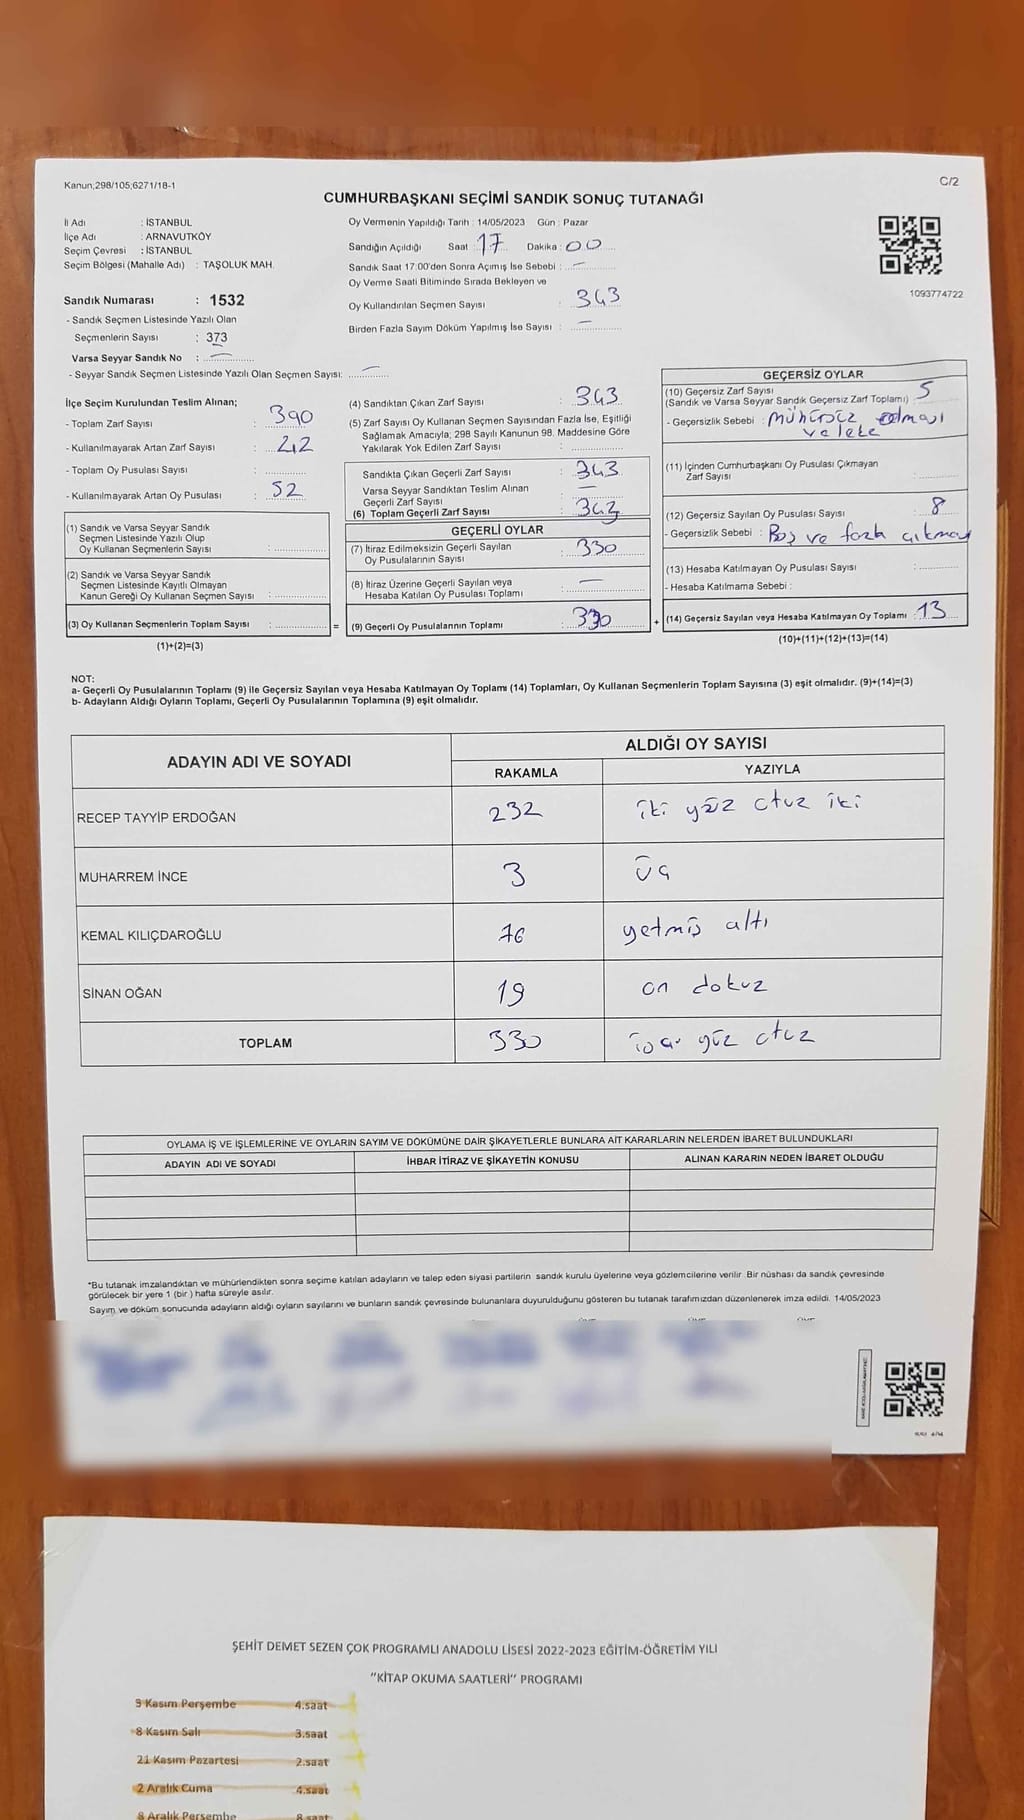 Kanun;298/105;6271/18-1
C/2
CUMHURBAŞKANI SEÇİMİ SANDIK SONUÇ TUTANAĞI
İl Adı : İSTANBUL
İlçe Adı : ARNAVUTKÖY
Seçim Çevresi : İSTANBUL
Seçim Bölgesi (Mahalle Adı) : TAŞOLUK MAH.
Sandık Numarası : 1532
- Sandık Seçmen Listesinde Yazılı Olan
Seçmenlerin Sayısı : 373
Varsa Seyyar Sandık No : –
- Seyyar Sandık Seçmen Listesinde Yazılı Olan Seçmen Sayısı: –
Oy Vermenin Yapıldığı Tarih : 14/05/2023 Gün : Pazar
Sandığın Açıldığı Saat : 17 Dakika : 00
Sandık Saat 17:00'den Sonra Açımış İse Sebebi : –
Oy Verme Saati Bitiminde Sırada Bekleyen ve
Oy Kullandırılan Seçmen Sayısı : 343
Birden Fazla Sayım Döküm Yapılmış İse Sayısı : –
1093774722
İlçe Seçim Kurulundan Teslim Alınan;
- Toplam Zarf Sayısı : 390
- Kullanılmayarak Artan Zarf Sayısı :
- Toplam Oy Pusulası Sayısı :
- Kullanılmayarak Artan Oy Pusulası : 52
(1) Sandık ve Varsa Seyyar Sandık
Seçmen Listesinde Yazılı Olup
Oy Kullanan Seçmenlerin Sayısı :
(2) Sandık ve Varsa Seyyar Sandık
Seçmen Listesinde Kayıtlı Olmayan
Kanun Gereği Oy Kullanan Seçmen Sayısı :
(3) Oy Kullanan Seçmenlerin Toplam Sayısı : =
(1)+(2)=(3)
(4) Sandıktan Çıkan Zarf Sayısı : 343
(5) Zarf Sayısı Oy Kullanan Seçmen Sayısından Fazla İse, Eşitliği
Sağlamak Amacıyla; 298 Sayılı Kanunun 98. Maddesine Göre
Yakılarak Yok Edilen Zarf Sayısı :
Sandıkta Çıkan Geçerli Zarf Sayısı : 343
Varsa Seyyar Sandıktan Teslim Alınan
Geçerli Zarf Sayısı : –
(6) Toplam Geçerli Zarf Sayısı : 343
GEÇERLİ OYLAR
(7) İtiraz Edilmeksizin Geçerli Sayılan
Oy Pusulalarının Sayısı : 330
(8) İtiraz Üzerine Geçerli Sayılan veya
Hesaba Katılan Oy Pusulası Toplamı : –
(9) Geçerli Oy Pusulalarının Toplamı : 330 +
GEÇERSİZ OYLAR
(10) Geçersiz Zarf Sayısı
(Sandık ve Varsa Seyyar Sandık Geçersiz Zarf Toplamı) : 5
- Geçersizlik Sebebi : mühürsüz olması
ve leke
(11) İçinden Cumhurbaşkanı Oy Pusulası Çıkmayan
Zarf Sayısı :
(12) Geçersiz Sayılan Oy Pusulası Sayısı : 8
- Geçersizlik Sebebi : Boş ve fazla çıkması
(13) Hesaba Katılmayan Oy Pusulası Sayısı :
- Hesaba Katılmama Sebebi :
(14) Geçersiz Sayılan veya Hesaba Katılmayan Oy Toplamı : 13
(10)+(11)+(12)+(13)=(14)
NOT:
a- Geçerli Oy Pusulalarının Toplamı (9) ile Geçersiz Sayılan veya Hesaba Katılmayan Oy Toplamı (14) Toplamları, Oy Kullanan Seçmenlerin Toplam Sayısına (3) eşit olmalıdır. (9)+(14)=(3)
b- Adayların Aldığı Oyların Toplamı, Geçerli Oy Pusulalarının Toplamına (9) eşit olmalıdır.
ADAYIN ADI VE SOYADI
ALDIĞI OY SAYISI
RAKAMLA YAZIYLA
RECEP TAYYİP ERDOĞAN 232 iki yüz otuz iki
MUHARREM İNCE 3 üç
KEMAL KILIÇDAROĞLU 76 yetmiş altı
SİNAN OĞAN 19 on dokuz
TOPLAM 330 üç yüz otuz
OYLAMA İŞ VE İŞLEMLERİNE VE OYLARIN SAYIM VE DÖKÜMÜNE DAİR ŞİKAYETLERLE BUNLARA AİT KARARLARIN NELERDEN İBARET BULUNDUKLARI
ADAYIN ADI VE SOYADI İHBAR İTİRAZ VE ŞİKAYETİN KONUSU ALINAN KARARIN NEDEN İBARET OLDUĞU
*Bu tutanak imzalandıktan ve mühürlendikten sonra seçime katılan adayların ve talep eden siyasi partilerin sandık kurulu üyelerine veya gözlemcilerine verilir. Bir nüshası da sandık çevresinde
görülecek bir yere 1 (bir ) hafta süreyle asılır.
Sayım ve döküm sonucunda adayların aldığı oyların sayılarını ve bunların sandık çevresinde bulunanlara duyurulduğunu gösteren bu tutanak tarafımızdan düzenlenerek imza edildi. 14/05/2023
ŞEHİT DEMET SEZEN ÇOK PROGRAMLI ANADOLU LİSESİ 2022-2023 EĞİTİM-ÖĞRETİM YILI
"KİTAP OKUMA SAATLERİ" PROGRAMI
3 Kasım Perşembe 4.saat
8 Kasım Salı 3.saat
21 Kasım Pazartesi 2.saat
2 Aralık Cuma 4.saat
8 Aralık Perşembe 8.saat